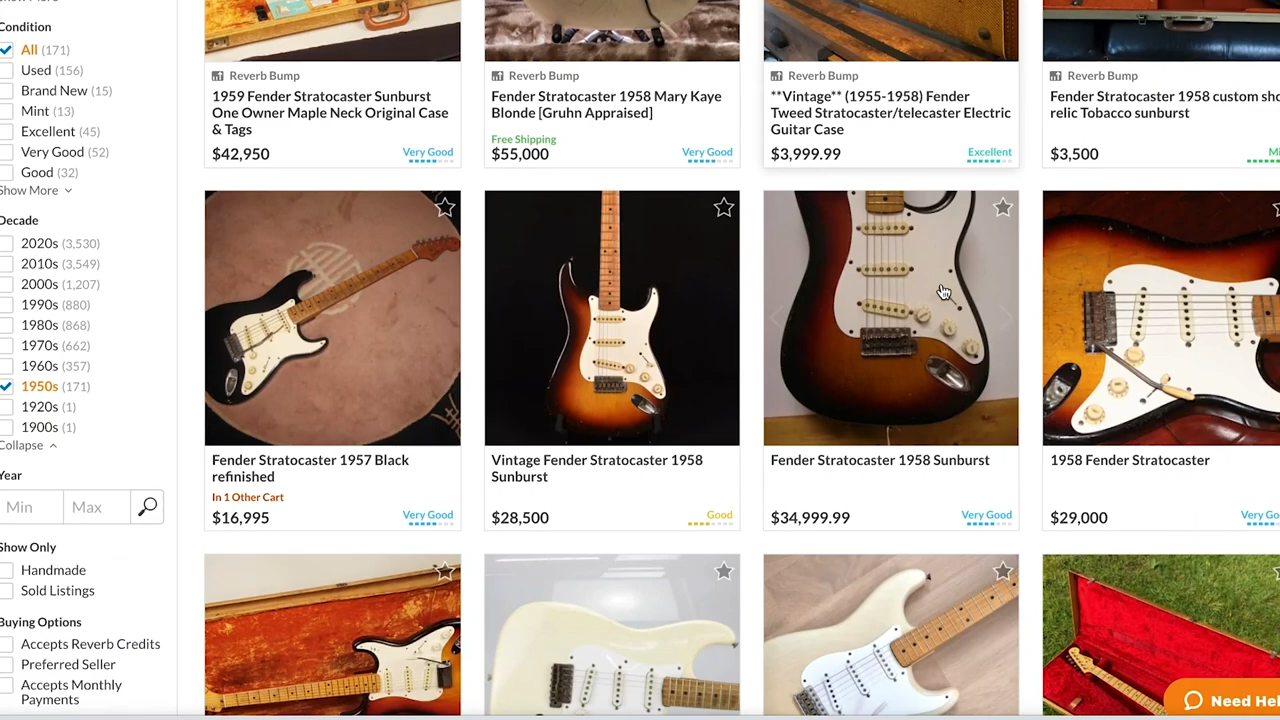 Condition
All (171)
Used (156)
Brand New (15)
Mint (13)
Excellent (45)
Very Good (52)
Good (32)
Show More
Decade
2020s (3,530)
2010s (3,549)
2000s (1,207)
1990s (880)
1980s (868)
1970s (662)
1960s (357)
1950s (171)
1920s (1)
1900s (1)
Collapse
Year
Min
Max
Show Only
Handmade
Sold Listings
Buying Options
Accepts Reverb Credits
Preferred Seller
Accepts Monthly
Payments
Reverb Bump
1959 Fender Stratocaster Sunburst
One Owner Maple Neck Original Case
& Tags
$42,950
Very Good
Reverb Bump
Fender Stratocaster 1958 Mary Kaye
Blonde [Gruhn Appraised]
Free Shipping
$55,000
Very Good
Reverb Bump
**Vintage** (1955-1958) Fender
Tweed Stratocaster/telecaster Electric
Guitar Case
$3,999.99
Excellent
Reverb Bump
Fender Stratocaster 1958 custom sho
relic Tobacco sunburst
$3,500
Mi
Fender Stratocaster 1957 Black
refinished
In 1 Other Cart
$16,995
Very Good
Vintage Fender Stratocaster 1958
Sunburst
$28,500
Good
Fender Stratocaster 1958 Sunburst
$34,999.99
Very Good
1958 Fender Stratocaster
$29,000
Very Go
Need Hel